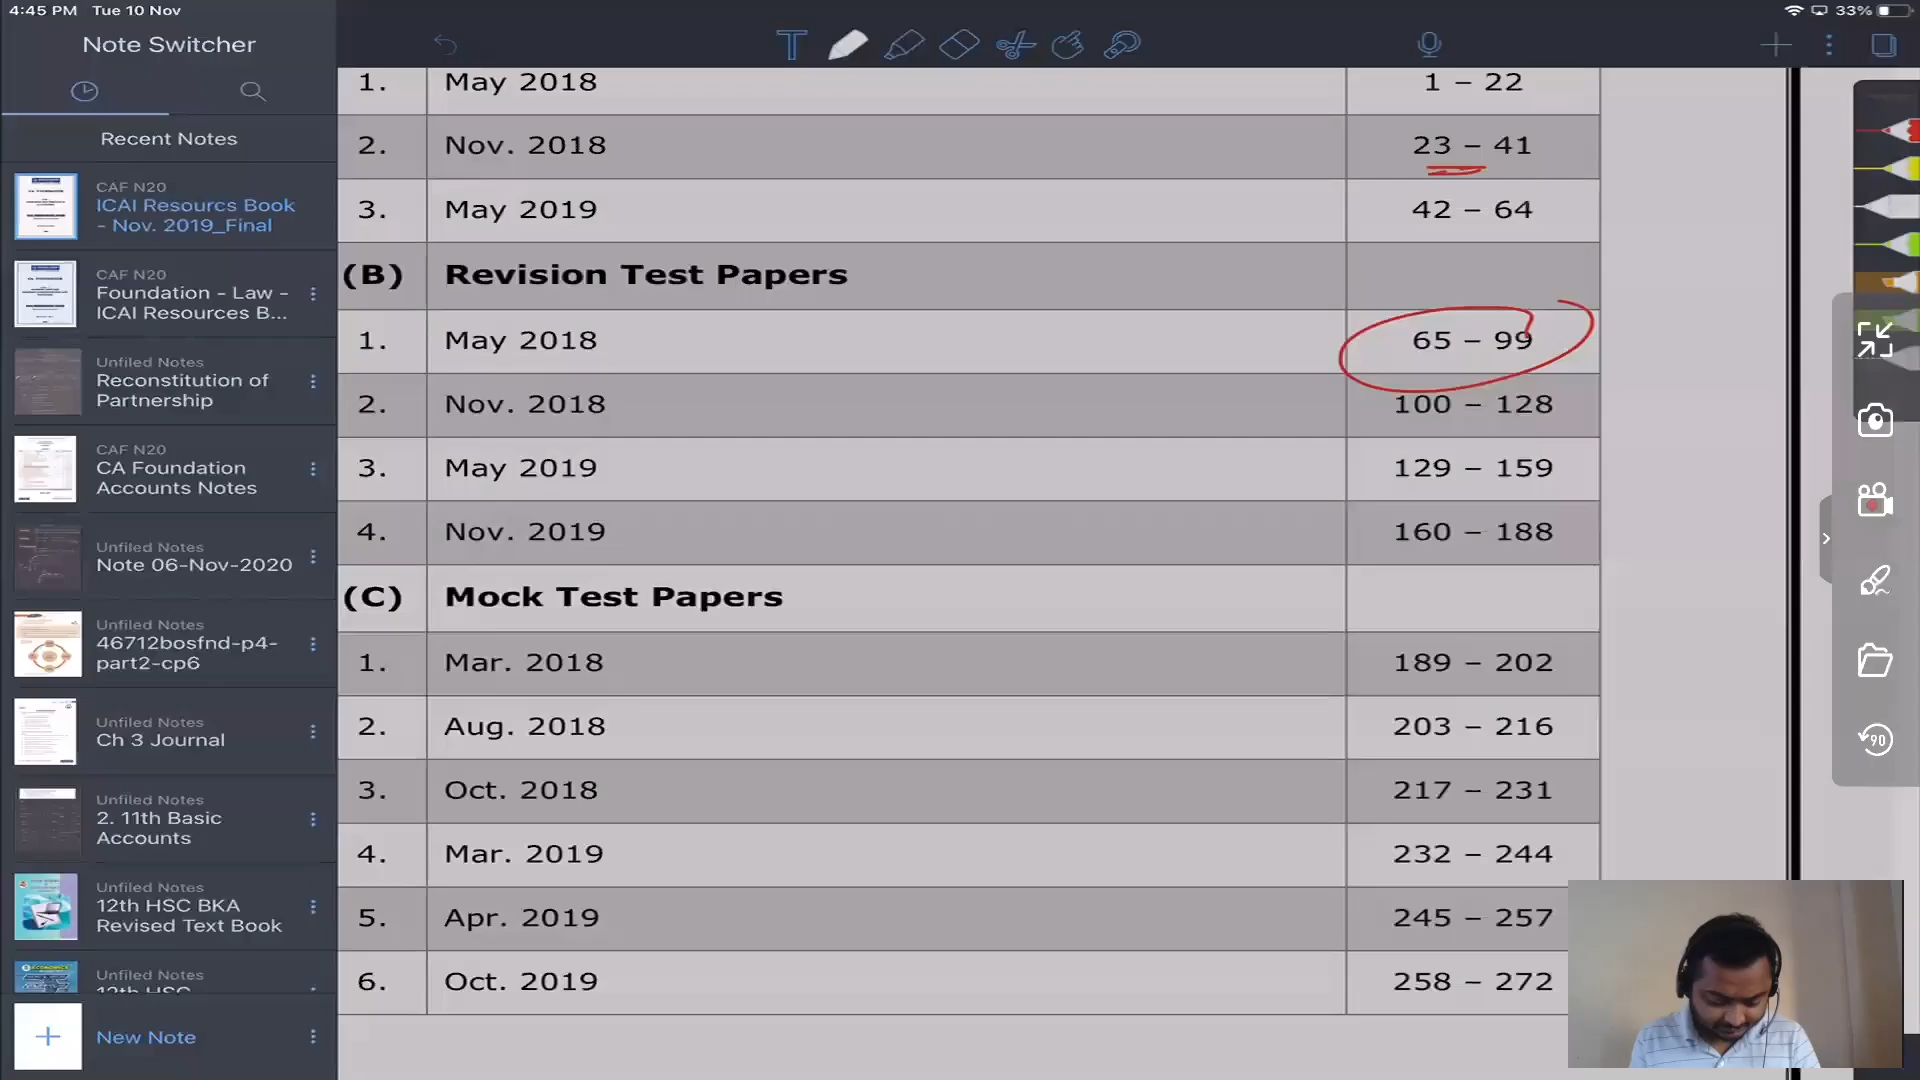 4:45 PM Tue 10 Nov
33%
Note Switcher
Recent Notes
CAF N20
ICAI Resourcs Book
- Nov. 2019_Final
CAF N20
Foundation - Law -
ICAI Resources B...
Unfiled Notes
Reconstitution of
Partnership
CAF N20
CA Foundation
Accounts Notes
Unfiled Notes
Note 06-Nov-2020
Unfiled Notes
46712bosfnd-p4-
part2-cp6
Unfiled Notes
Ch 3 Journal
Unfiled Notes
2. 11th Basic
Accounts
Unfiled Notes
12th HSC BKA
Revised Text Book
Unfiled Notes
12th HSC
New Note
1. May 2018 1 – 22
2. Nov. 2018 23 – 41
3. May 2019 42 – 64
(B) Revision Test Papers
1. May 2018 65 – 99
2. Nov. 2018 100 – 128
3. May 2019 129 – 159
4. Nov. 2019 160 – 188
(C) Mock Test Papers
1. Mar. 2018 189 – 202
2. Aug. 2018 203 – 216
3. Oct. 2018 217 – 231
4. Mar. 2019 232 – 244
5. Apr. 2019 245 – 257
6. Oct. 2019 258 – 272
90